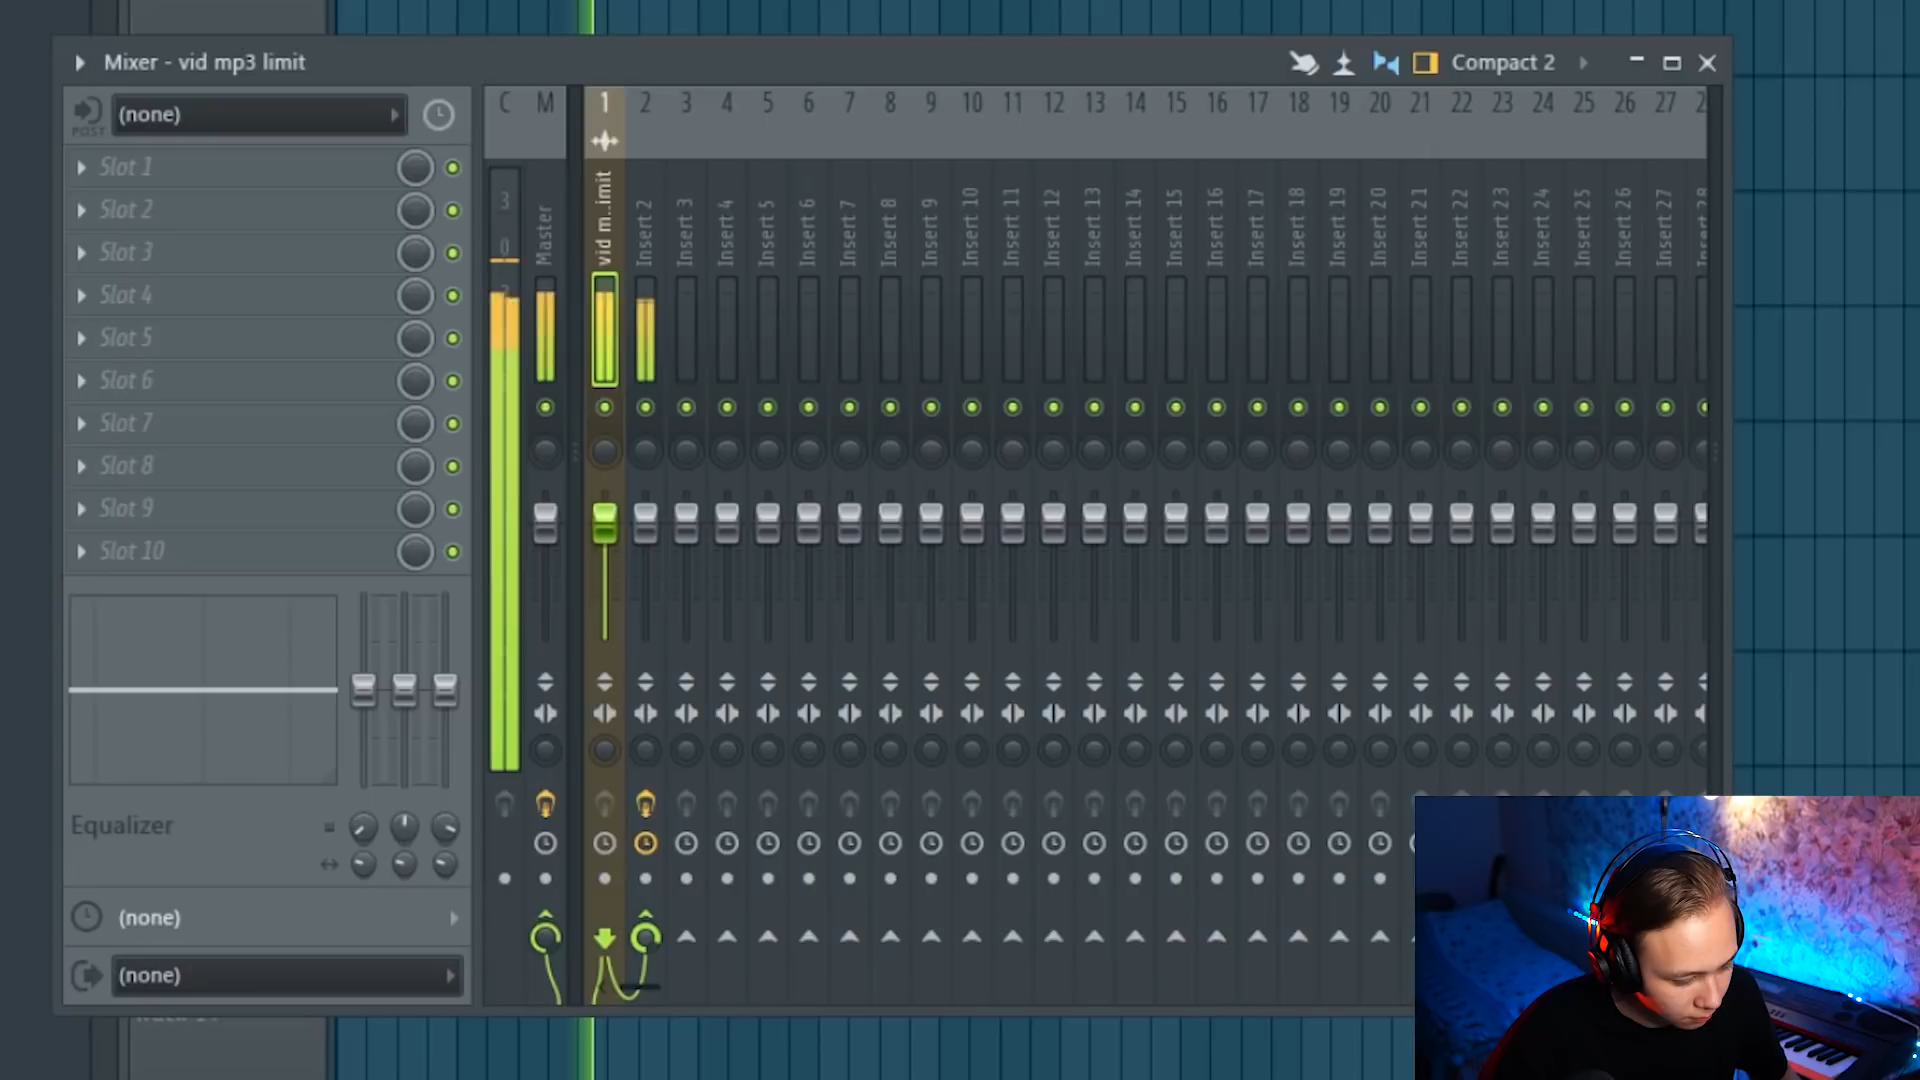 Mixer - vid mp3 limit
Compact 2
POST
(none)
Slot 1
Slot 2
Slot 3
Slot 4
Slot 5
Slot 6
Slot 7
Slot 8
Slot 9
Slot 10
Equalizer
(none)
(none)
C M 1 2 3 4 5 6 7 8 9 10 11 12 13 14 15 16 17 18 19 20 21 22 23 24 25 26 27
3
0
Master
vid m..imit
Insert 2
Insert 3
Insert 4
Insert 5
Insert 6
Insert 7
Insert 8
Insert 9
Insert 10
Insert 11
Insert 12
Insert 13
Insert 14
Insert 15
Insert 16
Insert 17
Insert 18
Insert 19
Insert 20
Insert 21
Insert 22
Insert 23
Insert 24
Insert 25
Insert 26
Insert 27